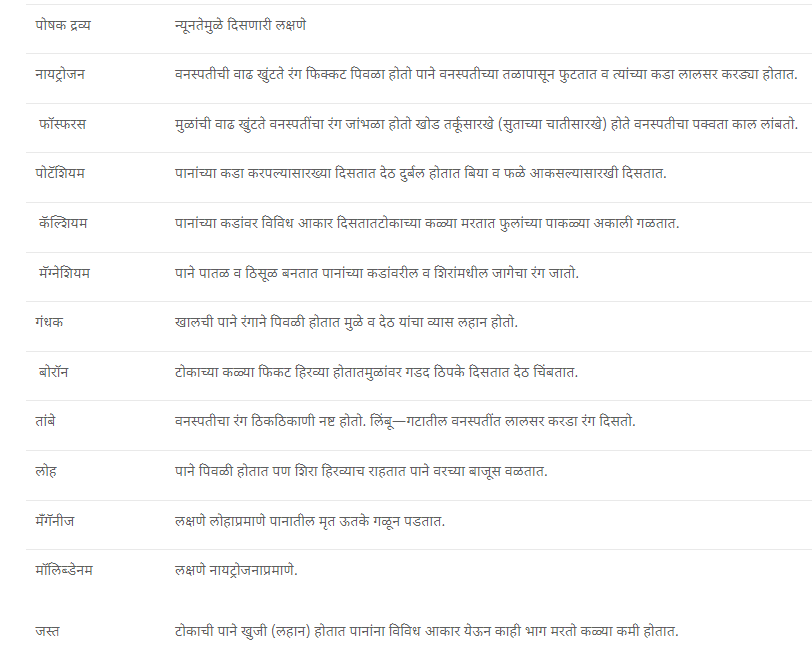 पोषक द्रव्य न्यूनतेमुळे दिसणारी लक्षणे
नायट्रोजन वनस्पतीची वाढ खुंटते रंग फिक्कट पिवळा होतो पाने वनस्पतीच्या तळापासून फुटतात व त्यांच्या कडा लालसर करड्या होतात.
फॉस्फरस मुळांची वाढ खुंटते वनस्पतींचा रंग जांभळा होतो खोड तर्कूसारखे (सुताच्या चातीसारखे) होते वनस्पतीचा पक्वता काल लांबतो.
पोटॅशियम पानांच्या कडा करपल्यासारख्या दिसतात देठ दुर्बल होतात बिया व फळे आकसल्यासारखी दिसतात.
कॅल्शियम पानांच्या कडांवर विविध आकार दिसतातटोकाच्या कळ्या मरतात फुलांच्या पाकळ्या अकाली गळतात.
मॅग्नेशियम पाने पातळ व ठिसूळ बनतात पानांच्या कडांवरील व शिरांमधील जागेचा रंग जातो.
गंधक खालची पाने रंगाने पिवळी होतात मुळे व देठ यांचा व्यास लहान होतो.
बोरॉन टोकाच्या कळ्या फिकट हिरव्या होतातमुळांवर गडद ठिपके दिसतात देठ चिंबतात.
तांबे वनस्पतीचा रंग ठिकठिकाणी नष्ट होतो. लिंबू—गटातील वनस्पतींत लालसर करडा रंग दिसतो.
लोह पाने पिवळी होतात पण शिरा हिरव्याच राहतात पाने वरच्या बाजूस वळतात.
मँगॅनीज लक्षणे लोहाप्रमाणे पानातील मृत ऊतके गळून पडतात.
मॉलिब्डेनम लक्षणे नायट्रोजनाप्रमाणे.
जस्त टोकाची पाने खुजी (लहान) होतात पानांना विविध आकार येऊन काही भाग मरतो कळ्या कमी होतात.